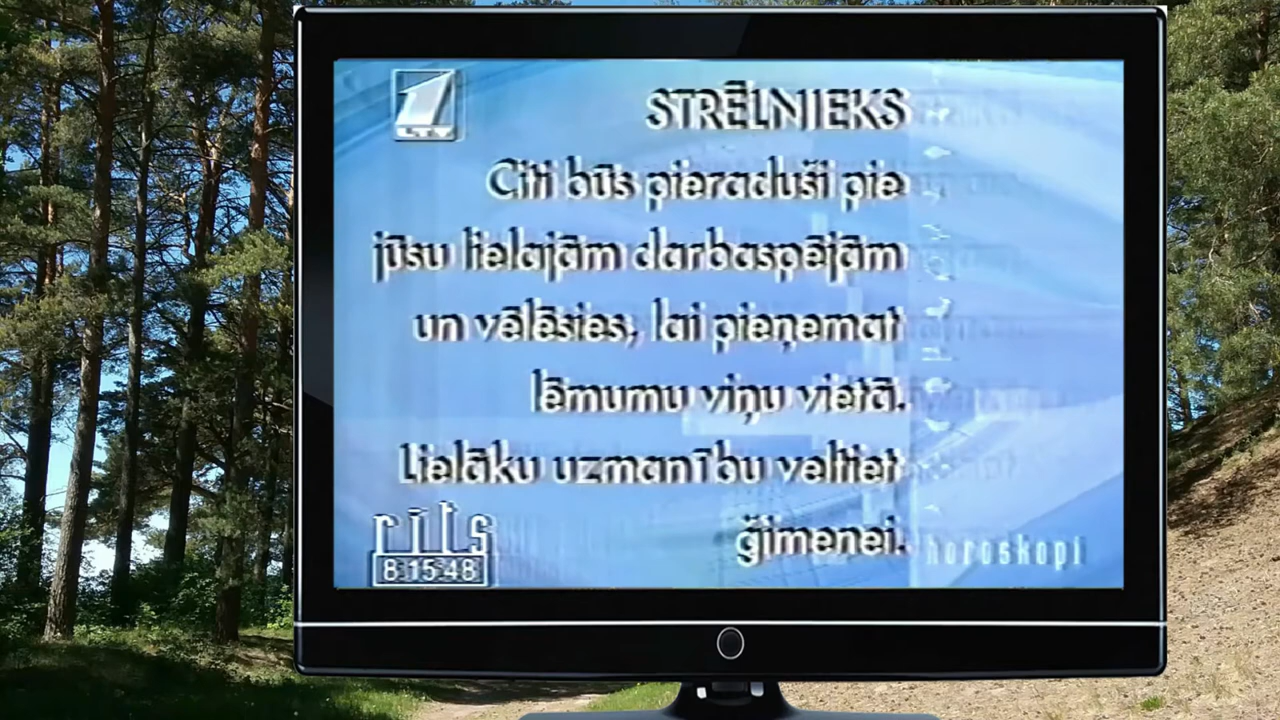 LTV
STRĒLNIEKS
Citi būs pieraduši pie
jūsu lielajām darbaspējām
un vēlēsies, lai pieņemat
lēmumu viņu vietā.
Lielāku uzmanību veltiet
ģimenei.
rīts
8:15:48
horoskopi